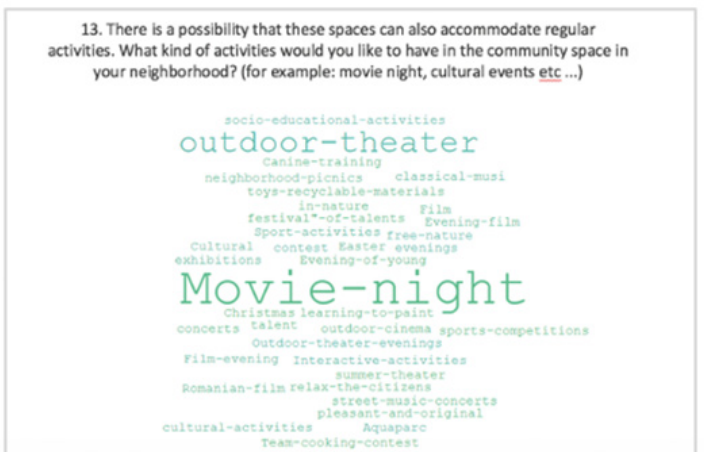 13. There is a possibility that these spaces can also accommodate regular
activities. What kind of activities would you like to have in the community space in
your neighborhood? (for example: movie night, cultural events etc ...)
socio-educational-activities
outdoor-theater
Canine-training
neighborhood-picnics classical-musi
toys-recyclable-materials
in-nature Film
festival"-of-talents Evening-film
Sport-activities free-nature
Cultural contest Easter evenings
exhibitions Evening-of-young
Movie-night
Christmas learning-to-paint
concerts talent outdoor-cinema sports-competitions
Outdoor-theater-evenings
Film-evening Interactive-activities
summer-theater
Romanian-film relax-the-citizens
street-music-concerts
pleasant-and-original
cultural-activities Aquaparc
Team-cooking-contest